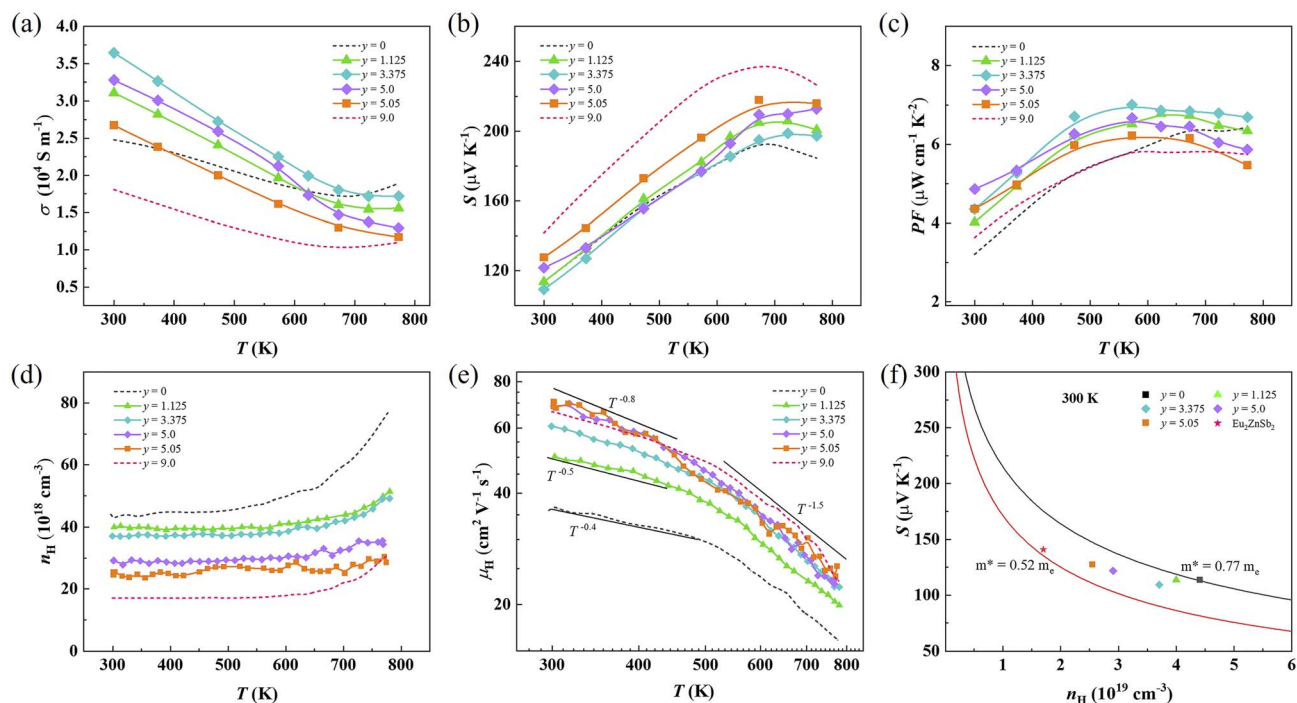 (a)
4.0
3.5
3.0
2.5
2.0
1.5
1.0
0.5
σ (10⁴ S m⁻¹)
300 400 500 600 700 800
T (K)
y = 0
y = 1.125
y = 3.375
y = 5.0
y = 5.05
y = 9.0
(b)
240
200
160
120
S (μV K⁻¹)
300 400 500 600 700 800
T (K)
y = 0
y = 1.125
y = 3.375
y = 5.0
y = 5.05
y = 9.0
(c)
8
6
4
2
PF (μW cm⁻¹ K⁻²)
300 400 500 600 700 800
T (K)
y = 0
y = 1.125
y = 3.375
y = 5.0
y = 5.05
y = 9.0
(d)
80
60
40
20
0
n_H (10¹⁸ cm⁻³)
300 400 500 600 700 800
T (K)
y = 0
y = 1.125
y = 3.375
y = 5.0
y = 5.05
y = 9.0
(e)
80
60
40
20
μ_H (cm² V⁻¹ s⁻¹)
300 400 500 600 700 800
T (K)
T⁻⁰·⁸
T⁻⁰·⁵
T⁻⁰·⁴
T⁻¹·⁵
y = 0
y = 1.125
y = 3.375
y = 5.0
y = 5.05
y = 9.0
(f)
300
250
200
150
100
50
S (μV K⁻¹)
1 2 3 4 5 6
n_H (10¹⁹ cm⁻³)
300 K
y = 0 y = 1.125
y = 3.375 y = 5.0
y = 5.05 Eu₂ZnSb₂
m* = 0.52 mₑ
m* = 0.77 mₑ